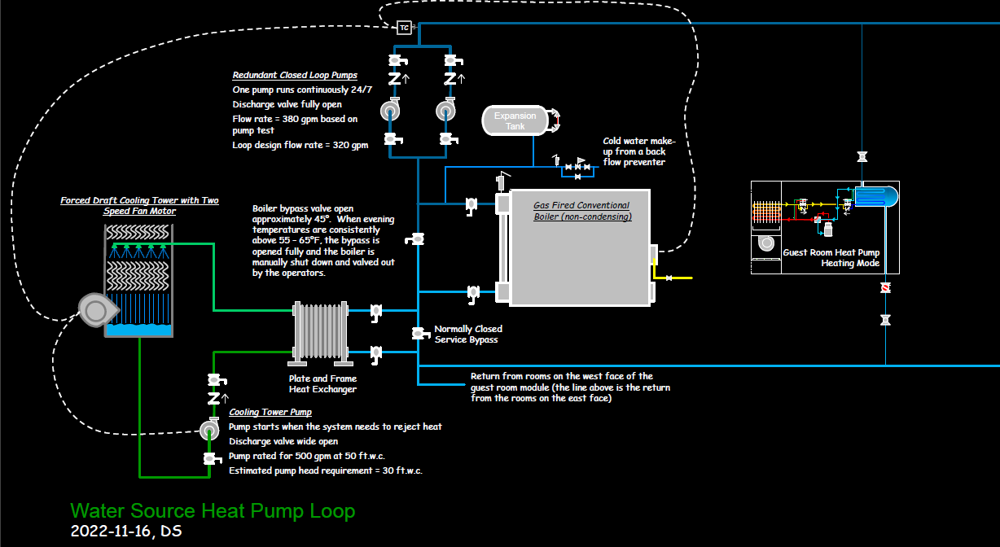 TC
Redundant Closed Loop Pumps
One pump runs continuously 24/7
Discharge valve fully open
Flow rate = 380 gpm based on
pump test
Loop design flow rate = 320 gpm
Expansion
Tank
Cold water make-
up from a back
flow preventer
Forced Draft Cooling Tower with Two
Speed Fan Motor
Boiler bypass valve open
approximately 45º. When evening
temperatures are consistently
above 55 – 65ºF, the bypass is
opened fully and the boiler is
manually shut down and valved out
by the operators.
Gas Fired Conventional
Boiler (non-condensing)
Guest Room Heat Pump
Heating Mode
Normally Closed
Service Bypass
Plate and Frame
Heat Exchanger
Return from rooms on the west face of the
guest room module (the line above is the return
from the rooms on the east face)
Cooling Tower Pump
Pump starts when the system needs to reject heat
Discharge valve wide open
Pump rated for 500 gpm at 50 ft.w.c.
Estimated pump head requirement = 30 ft.w.c.
Water Source Heat Pump Loop
2022-11-16, DS